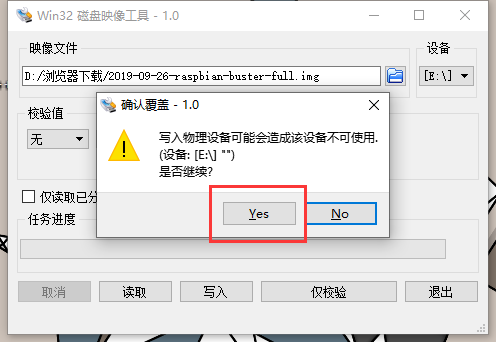 Win32 磁盘映像工具 - 1.0
映像文件
设备
D:/浏览器下载/2019-09-26-raspbian-buster-full.img
[E:\]
校验值
无
确认覆盖 - 1.0
写入物理设备可能会造成该设备不可使用.
(设备: [E:\] "")
是否继续?
Yes
No
仅读取已分
任务进度
取消
读取
写入
仅校验
退出